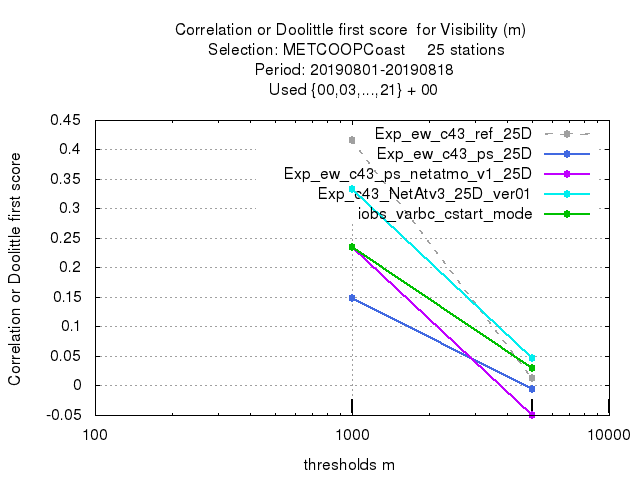 Correlation or Doolittle first score  for Visibility (m)
Selection: METCOOPCoast     25 stations
Period: 20190801-20190818
Used {00,03,...,21} + 00
Correlation or Doolittle first score
0.45
0.4
0.35
0.3
0.25
0.2
0.15
0.1
0.05
0
-0.05
Exp_ew_c43_ref_25D
Exp_ew_c43_ps_25D
Exp_ew_c43_ps_netatmo_v1_25D
Exp_c43_NetAtv3_25D_ver01
iobs_varbc_cstart_mode
100
1000
10000
thresholds m